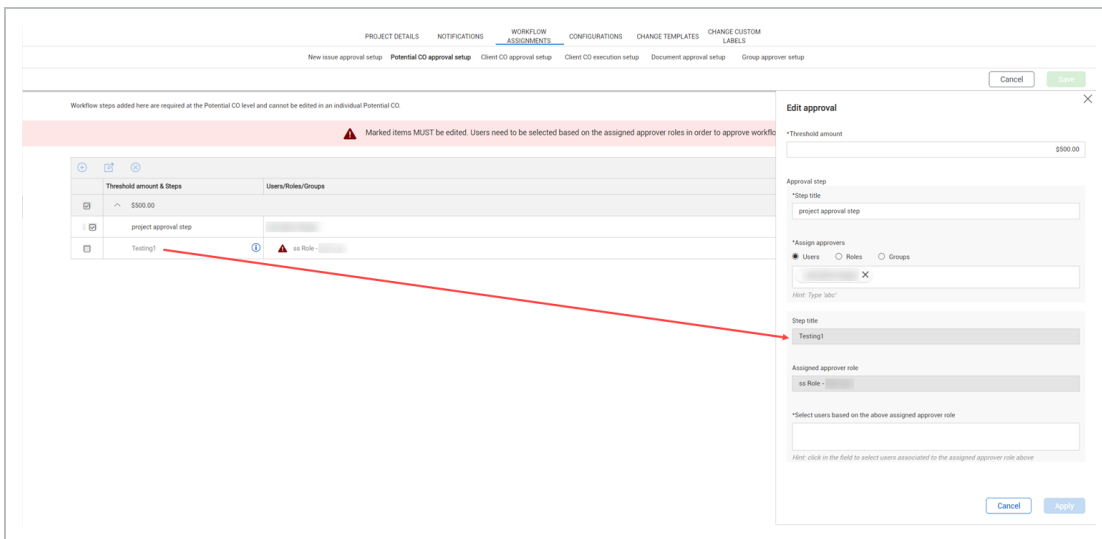 PROJECT DETAILS NOTIFICATIONS WORKFLOW ASSIGNMENTS CONFIGURATIONS CHANGE TEMPLATES CHANGE CUSTOM LABELS
New issue approval setup Potential CO approval setup Client CO approval setup Client CO execution setup Document approval setup Group approver setup
Cancel Save
Workflow steps added here are required at the Potential CO level and cannot be edited in an individual Potential CO.
Marked items MUST be edited. Users need to be selected based on the assigned approver roles in order to approve workflo
Threshold amount & Steps Users/Roles/Groups
$500.00
project approval step
Testing1 ss Role -
Edit approval
*Threshold amount
$500.00
Approval step
*Step title
project approval step
*Assign approvers
Users Roles Groups
Hint: Type 'abc'
Step title
Testing1
Assigned approver role
ss Role -
*Select users based on the above assigned approver role
Hint: click in the field to select users associated to the assigned approver role above
Cancel Apply